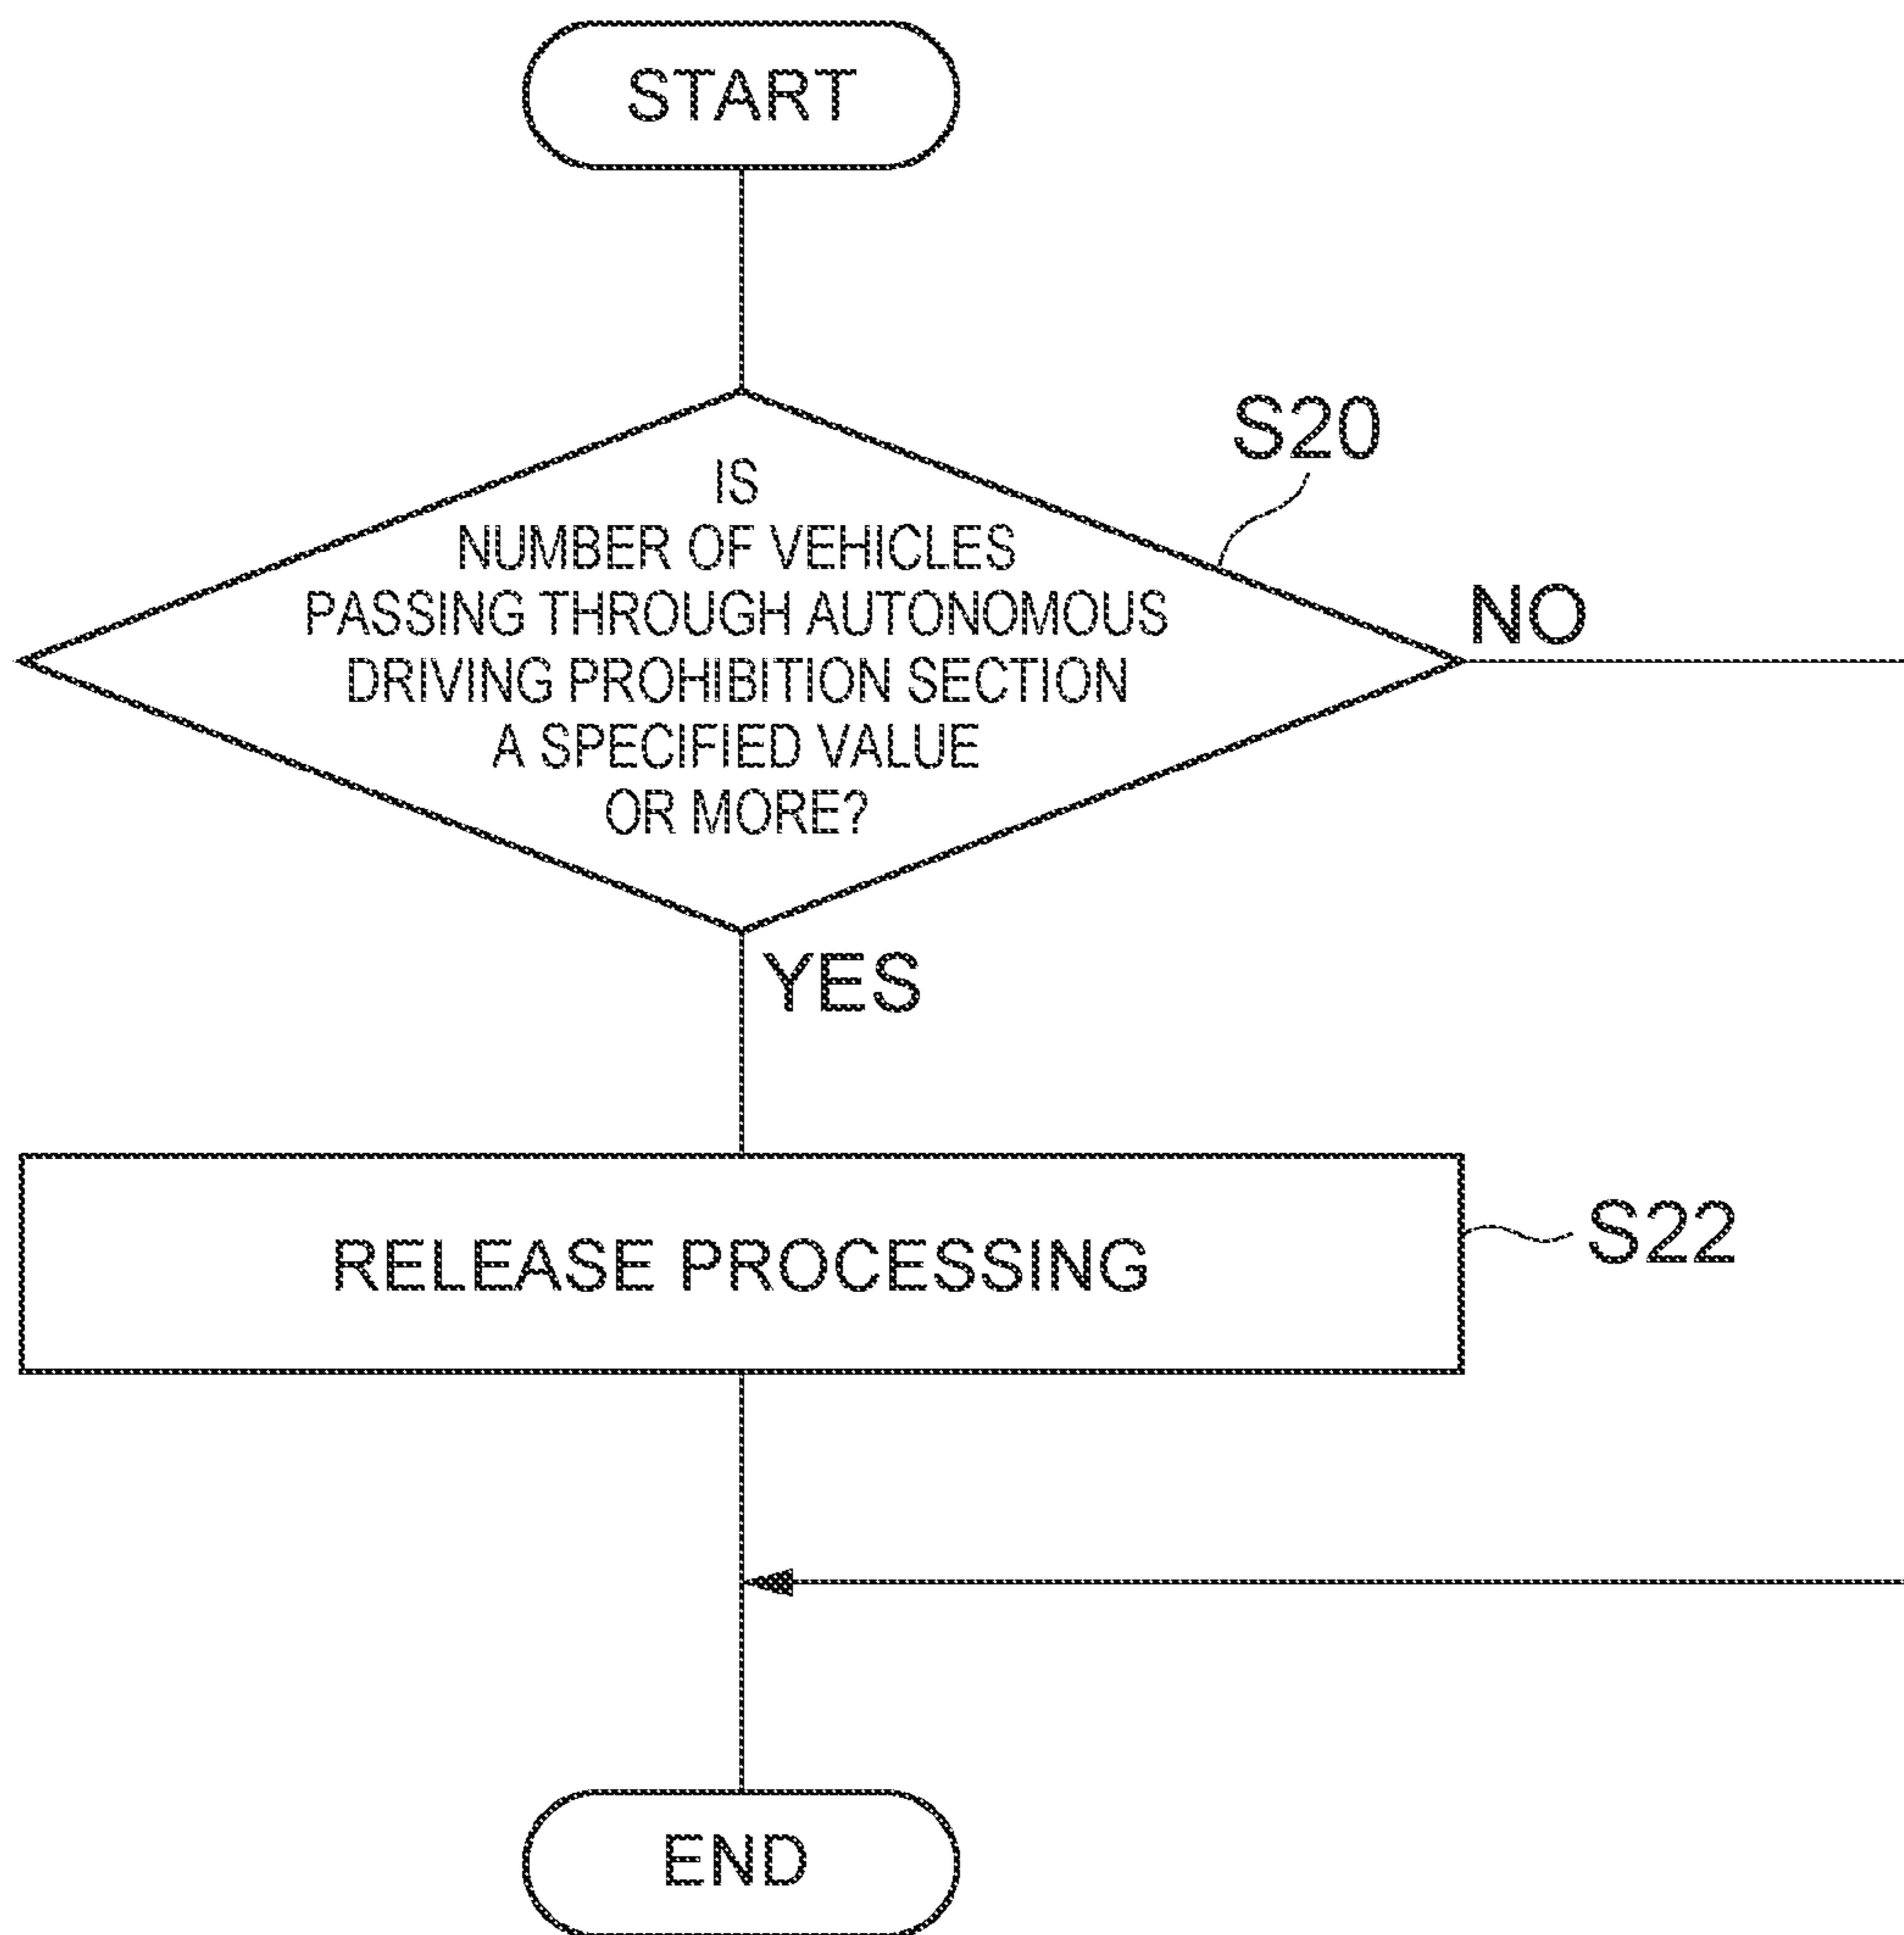 START
S20
IS
NUMBER OF VEHICLES
PASSING THROUGH AUTONOMOUS
DRIVING PROHIBITION SECTION
A SPECIFIED VALUE
OR MORE?
NO
YES
RELEASE PROCESSING
S22
END